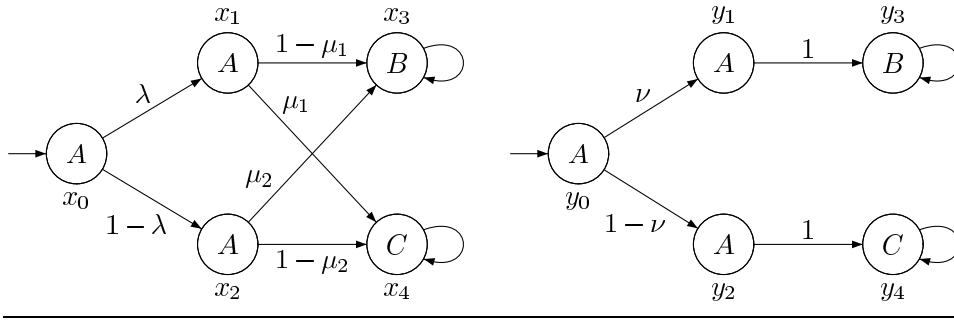 x₁ x₃ y₁ y₃
A 1 − μ₁ B A 1 B
λ μ₁ ν
A A
x₀ μ₂ y₀
1 − λ 1 − ν
A 1 − μ₂ C A 1 C
x₂ x₄ y₂ y₄